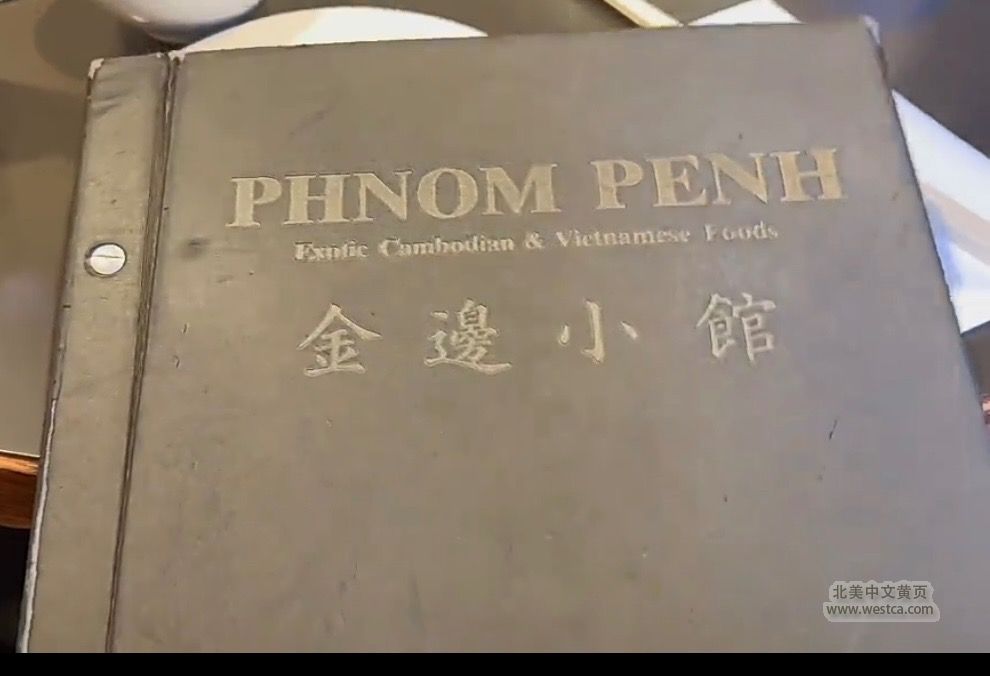 PHNOM PENH
Exotic Cambodian & Vietnamese Foods
金邊小館
北美中文黄页
www.westca.com